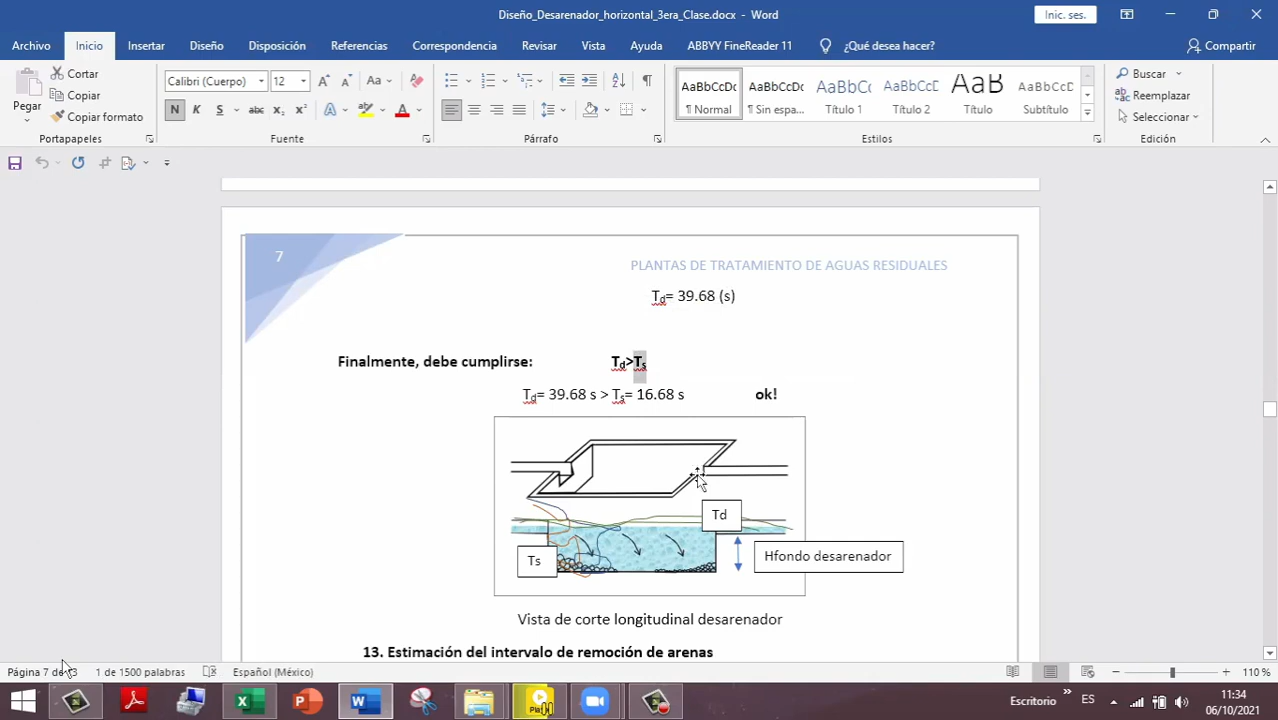 Diseño_Desarenador_horizontal_3era_Clase.docx - Word
Inic. ses.
Archivo Inicio Insertar Diseño Disposición Referencias Correspondencia Revisar Vista Ayuda ABBYY FineReader 11 ¿Qué desea hacer? Compartir
Pegar
Cortar
Copiar
Copiar formato
Portapapeles
Calibri (Cuerpo) 12
Aa
N K S abc x₂ x²
Fuente
Párrafo
AaBbCcDc AaBbCcDc AaBbCc AaBbCcD AaB AaBbCcD
¶ Normal ¶ Sin espa... Título 1 Título 2 Título Subtítulo
Estilos
Buscar
Reemplazar
Seleccionar
Edición
7
PLANTAS DE TRATAMIENTO DE AGUAS RESIDUALES
Td= 39.68 (s)
Finalmente, debe cumplirse: Td>Ts
Td= 39.68 s > Ts= 16.68 s ok!
Td
Ts
Hfondo desarenador
Vista de corte longitudinal desarenador
13. Estimación del intervalo de remoción de arenas
Página 7 de 1 de 1500 palabras Español (México) 110 %
Escritorio ES 11:34
06/10/2021